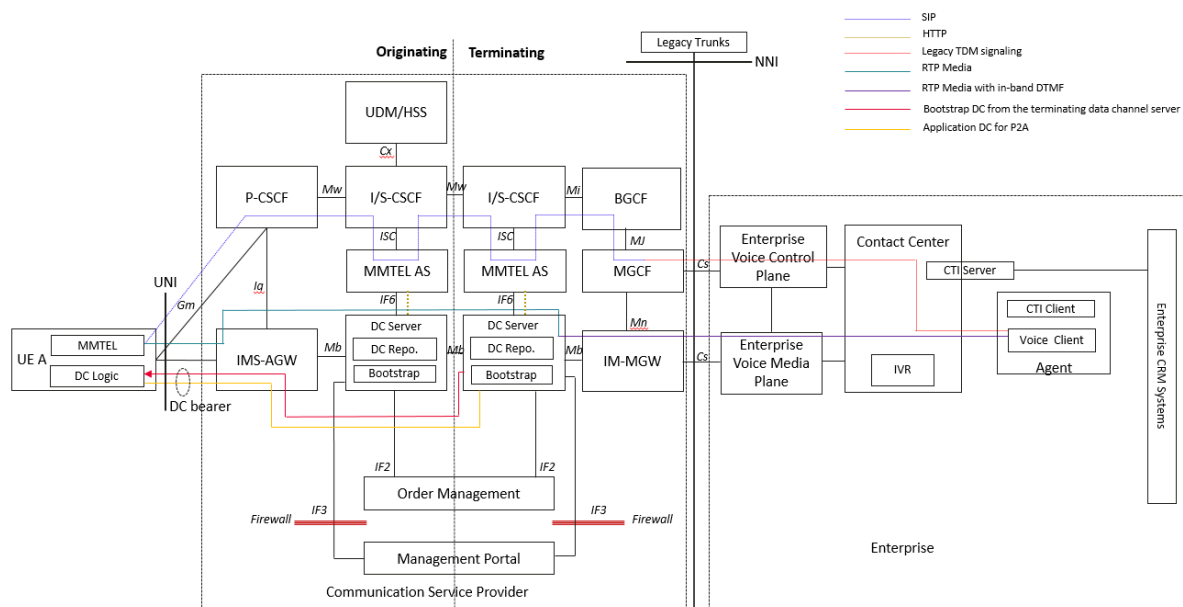 SIP
HTTP
Legacy TDM signaling
RTP Media
RTP Media with in-band DTMF
Bootstrap DC from the terminating data channel server
Application DC for P2A
Legacy Trunks
NNI
Originating
Terminating
UDM/HSS
Cx
P-CSCF
Mw
I/S-CSCF
Mw
I/S-CSCF
Mi
BGCF
ISC
ISC
MJ
MMTEL AS
MMTEL AS
MGCF
Cs
Enterprise
Voice Control
Plane
Contact Center
CTI Server
UNI
Gm
Iq
IF6
IF6
Mn
CTI Client
Voice Client
Agent
UE A
MMTEL
DC Logic
DC bearer
IMS-AGW
Mb
DC Server
DC Repo.
Bootstrap
Mb
DC Server
DC Repo.
Bootstrap
Mb
IM-MGW
Cs
Enterprise
Voice Media
Plane
IVR
Enterprise CRM Systems
IF2
IF2
Order Management
IF3
IF3
Firewall
Firewall
Management Portal
Enterprise
Communication Service Provider